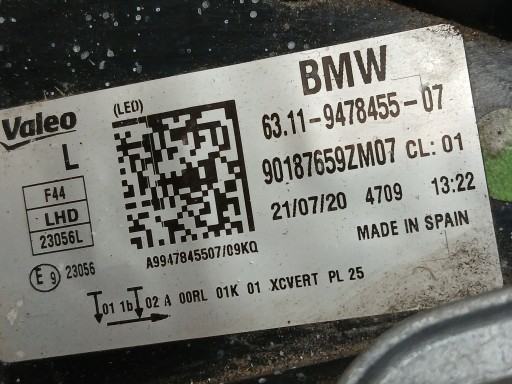 Valeo
(LED)
BMW
L
63.11-9478455-07
90187659ZM07 CL: 01
F44
LHD
23056L
21/07/20 4709 13:22
MADE IN SPAIN
E9 23056
A9947845507/09KQ
01 1b 02 A 00RL 01K 01 XCVERT PL 25